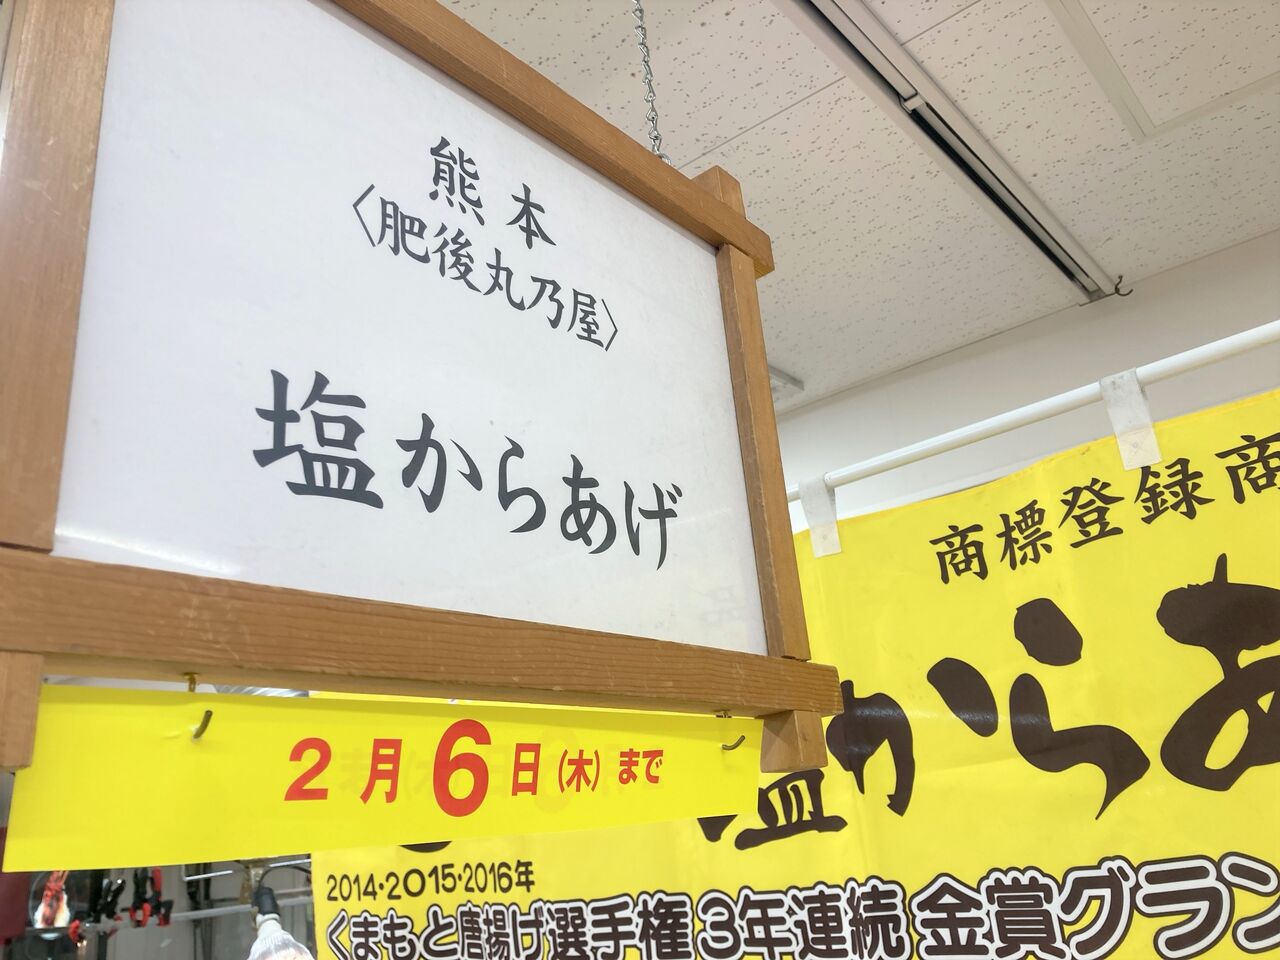 熊本
〈肥後丸乃屋〉
塩からあげ
2月6日(木)まで
商標登録商
塩からあ
2014・2015・2016年
くまもと唐揚げ選手権3年連続金賞グラン